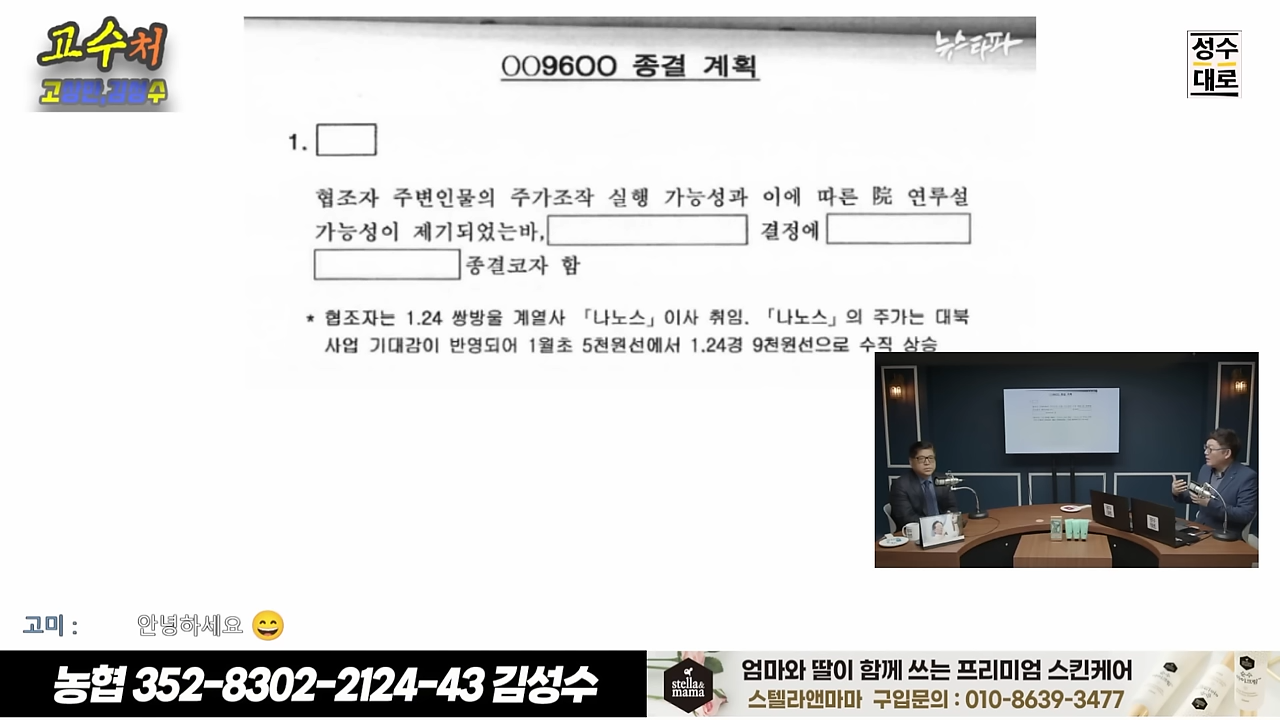 고수처
성수
대로
뉴스타파
OO96OO 종결 계획
1.
협조자 주변인물의 주가조작 실행 가능성과 이에 따른 院 연루설
가능성이 제기되었는바, 결정에
종결코자 함
* 협조자는 1.24 쌍방울 계열사 「나노스」이사 취임. 「나노스」의 주가는 대북
사업 기대감이 반영되어 1월초 5천원선에서 1.24경 9천원선으로 수직 상승
고미 : 안녕하세요
농협 352-8302-2124-43 김성수
stella&
mama
엄마와 딸이 함께 쓰는 프리미엄 스킨케어
스텔라앤마마 구입문의 : 010-8639-3477